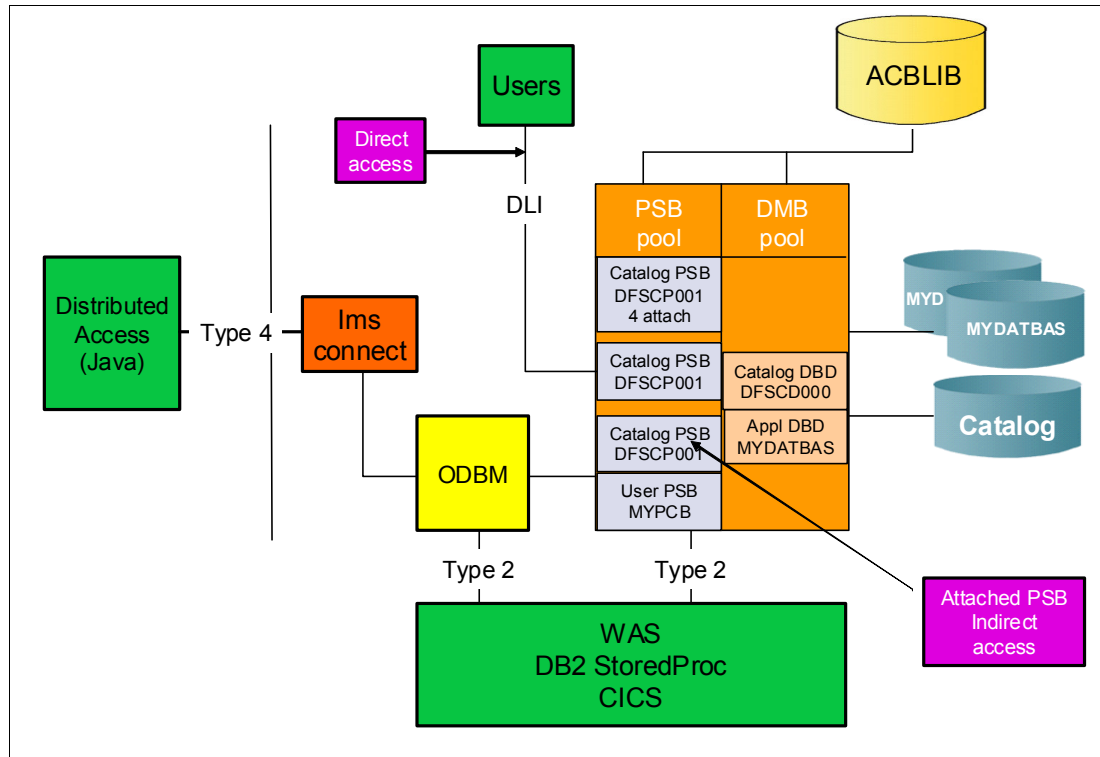 Users
ACBLIB
Direct
access
DLI
PSB
pool
DMB
pool
Distributed
Access
(Java)
Type 4
Ims
connect
Catalog PSB
DFSCP001
4 attach
Catalog PSB
DFSCP001
Catalog PSB
DFSCP001
User PSB
MYPCB
Catalog DBD
DFSCD000
Appl DBD
MYDATBAS
MYD
MYDATBAS
Catalog
ODBM
Type 2
Type 2
WAS
DB2 StoredProc
CICS
Attached PSB
Indirect
access